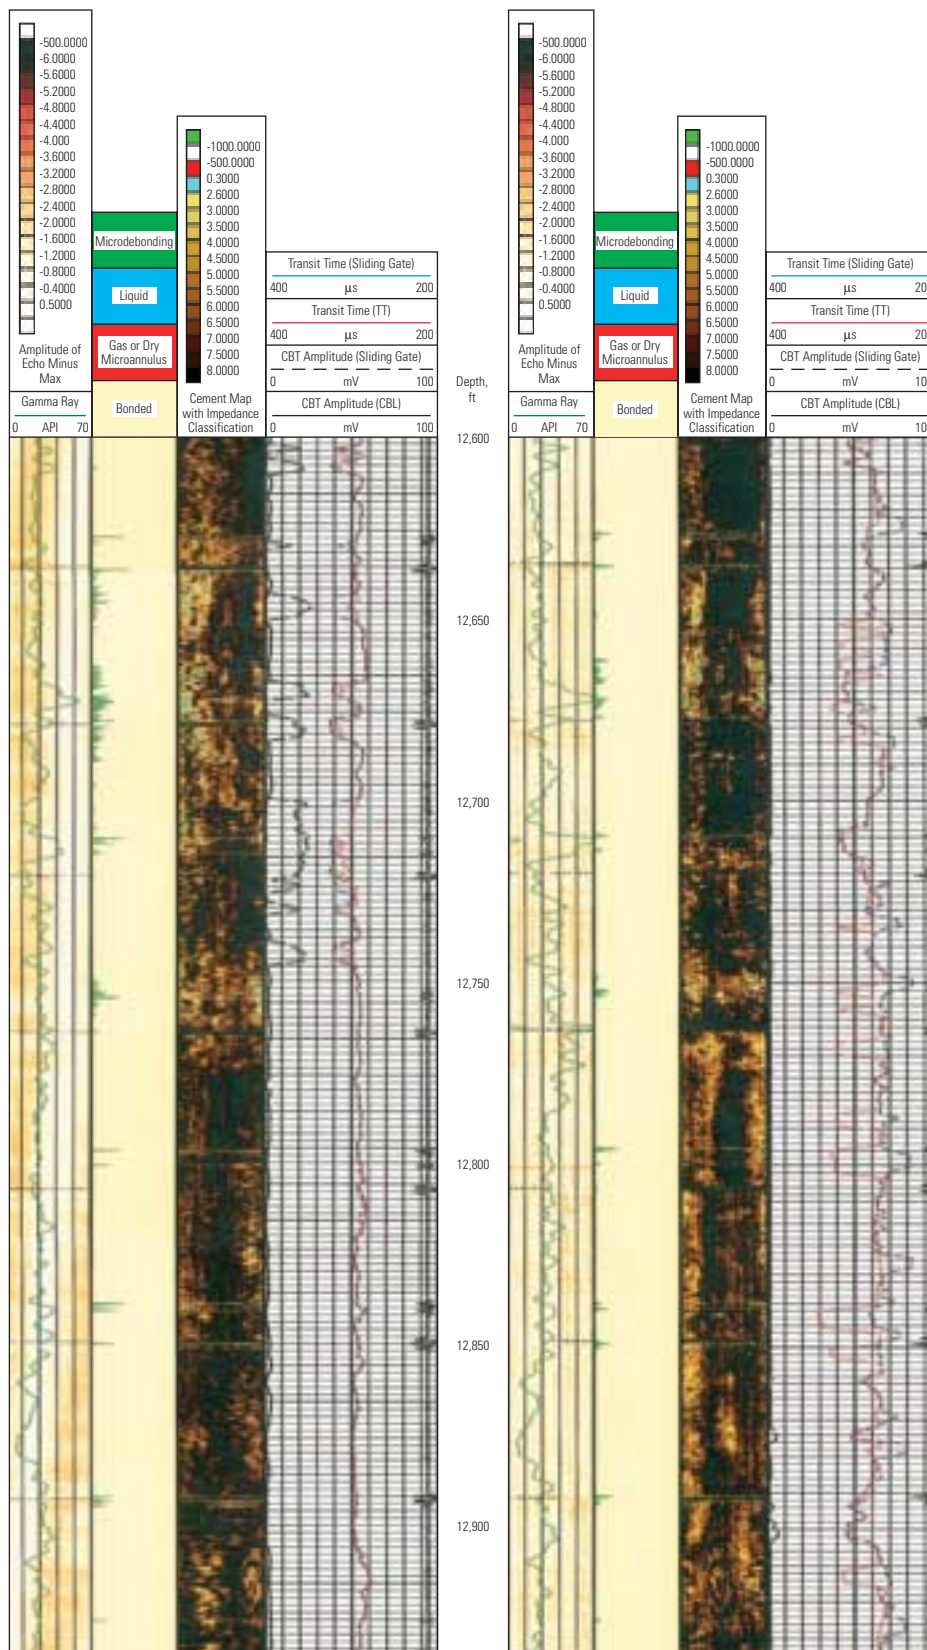 -500.0000
-6.0000
-5.6000
-5.2000
-4.8000
-4.4000
-4.000
-3.6000
-3.2000
-2.8000
-2.4000
-2.0000
-1.6000
-1.2000
-0.8000
-0.4000
0.5000
Amplitude of
Echo Minus
Max
Gamma Ray
0 API 70
Microdebonding
Liquid
Gas or Dry
Microannulus
Bonded
-1000.0000
-500.0000
0.3000
2.6000
3.0000
3.5000
4.0000
4.5000
5.0000
5.5000
6.0000
6.5000
7.0000
7.5000
8.0000
Cement Map
with Impedance
Classification
Transit Time (Sliding Gate)
400 μs 200
Transit Time (TT)
400 μs 200
CBT Amplitude (Sliding Gate)
0 mV 100
CBT Amplitude (CBL)
0 mV 100
Depth,
ft
12,600
12,650
12,700
12,750
12,800
12,850
12,900
-500.0000
-6.0000
-5.6000
-5.2000
-4.8000
-4.4000
-4.000
-3.6000
-3.2000
-2.8000
-2.4000
-2.0000
-1.6000
-1.2000
-0.8000
-0.4000
0.5000
Amplitude of
Echo Minus
Max
Gamma Ray
0 API 70
Microdebonding
Liquid
Gas or Dry
Microannulus
Bonded
-1000.0000
-500.0000
0.3000
2.6000
3.0000
3.5000
4.0000
4.5000
5.0000
5.5000
6.0000
6.5000
7.0000
7.5000
8.0000
Cement Map
with Impedance
Classification
Transit Time (Sliding Gate)
400 μs 20
Transit Time (TT)
400 μs 20
CBT Amplitude (Sliding Gate)
0 mV 10
CBT Amplitude (CBL)
0 mV 10